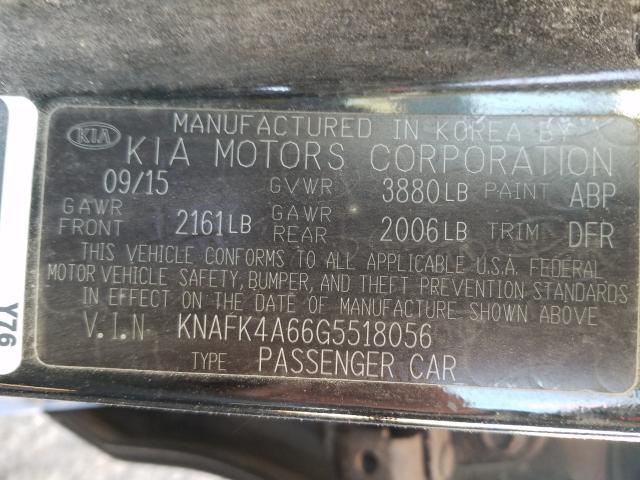 MANUFACTURED IN KOREA BY
KIA KIA MOTORS CORPORATION
09/15 GVWR 3880LB PAINT ABP
GAWR FRONT 2161LB GAWR REAR 2006LB TRIM DFR
THIS VEHICLE CONFORMS TO ALL APPLICABLE U.S.A. FEDERAL
MOTOR VEHICLE SAFETY, BUMPER, AND THEFT PREVENTION STANDARDS
IN EFFECT ON THE DATE OF MANUFACTURE SHOWN ABOVE
V.I.N KNAFK4A66G5518056
TYPE PASSENGER CAR
Y76